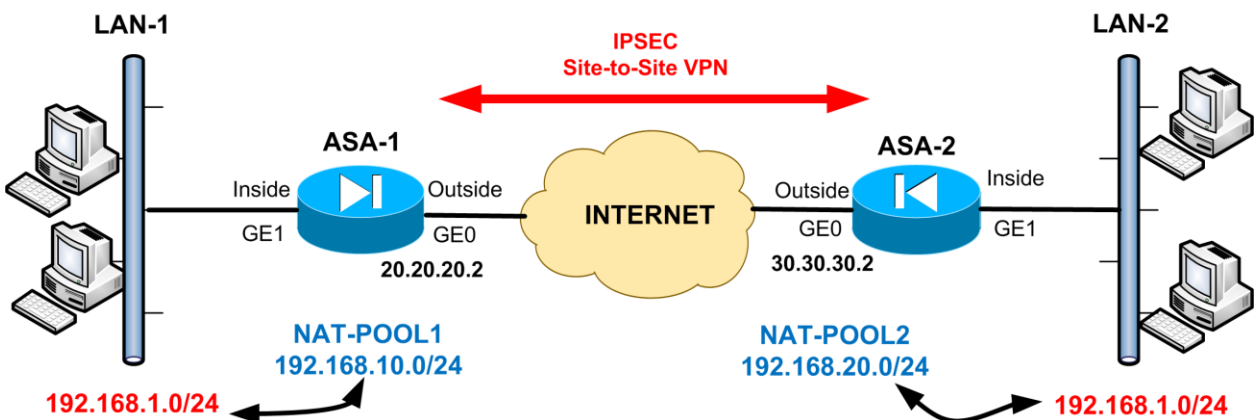 LAN-1
IPSEC
Site-to-Site VPN
LAN-2
ASA-1
ASA-2
Inside
Outside
GE1
GE0
20.20.20.2
INTERNET
Outside
Inside
GE0
GE1
30.30.30.2
NAT-POOL1
192.168.10.0/24
NAT-POOL2
192.168.20.0/24
192.168.1.0/24
192.168.1.0/24